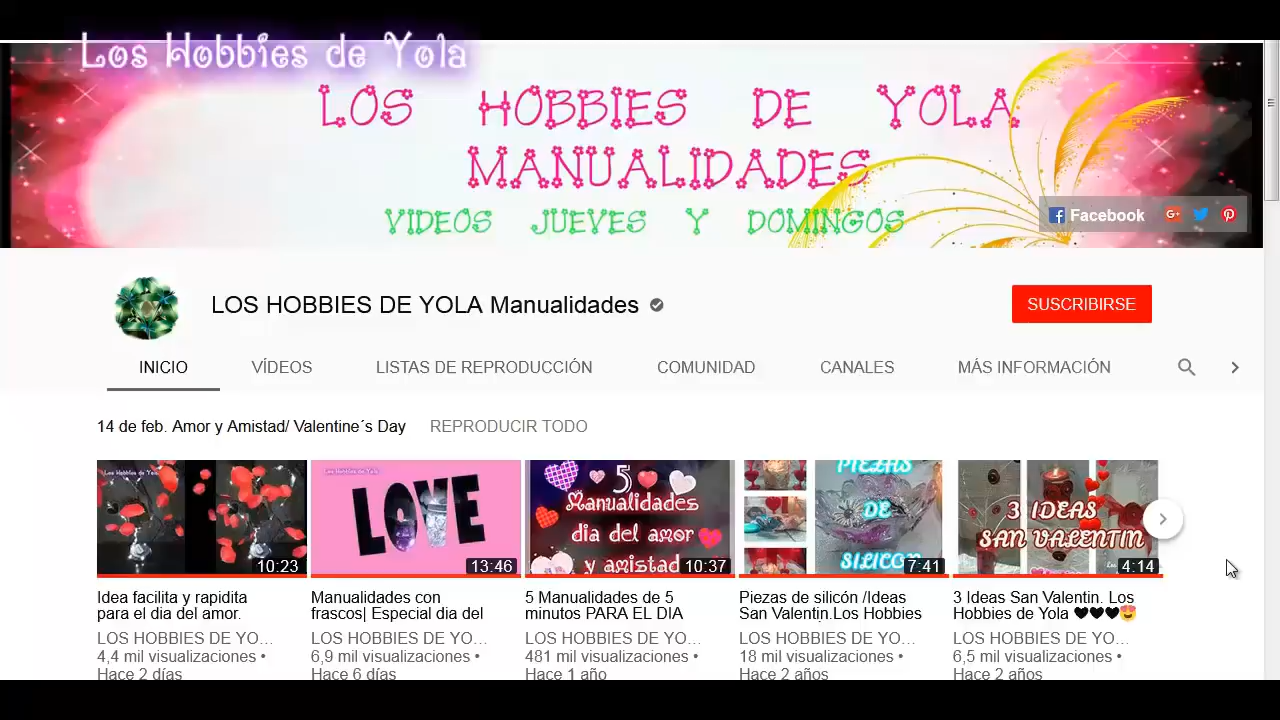 Los Hobbies de Yola
LOS HOBBIES DE YOLA
MANUALIDADES
VIDEOS JUEVES Y DOMINGOS
Facebook
LOS HOBBIES DE YOLA Manualidades
SUSCRIBIRSE
INICIO VÍDEOS LISTAS DE REPRODUCCIÓN COMUNIDAD CANALES MÁS INFORMACIÓN
14 de feb. Amor y Amistad/ Valentine´s Day REPRODUCIR TODO
Los Hobbies de Yola
10:23
Los Hobbies de Yola
LOVE
13:46
5
Manualidades
dia del amor
y amistad
10:37
PIEZAS
DE
SILICON
7:41
3 IDEAS
SAN VALENTIN
4:14
Idea facilita y rapidita
para el dia del amor.
LOS HOBBIES DE YO...
4,4 mil visualizaciones •
Hace 2 días
Manualidades con
frascos| Especial dia del
LOS HOBBIES DE YO...
6,9 mil visualizaciones •
Hace 6 días
5 Manualidades de 5
minutos PARA EL DIA
LOS HOBBIES DE YO...
481 mil visualizaciones •
Hace 1 año
Piezas de silicón /Ideas
San Valentin.Los Hobbies
LOS HOBBIES DE YO...
18 mil visualizaciones •
Hace 2 años
3 Ideas San Valentin. Los
Hobbies de Yola 🖤🖤🖤😍
LOS HOBBIES DE YO...
6,5 mil visualizaciones •
Hace 2 años